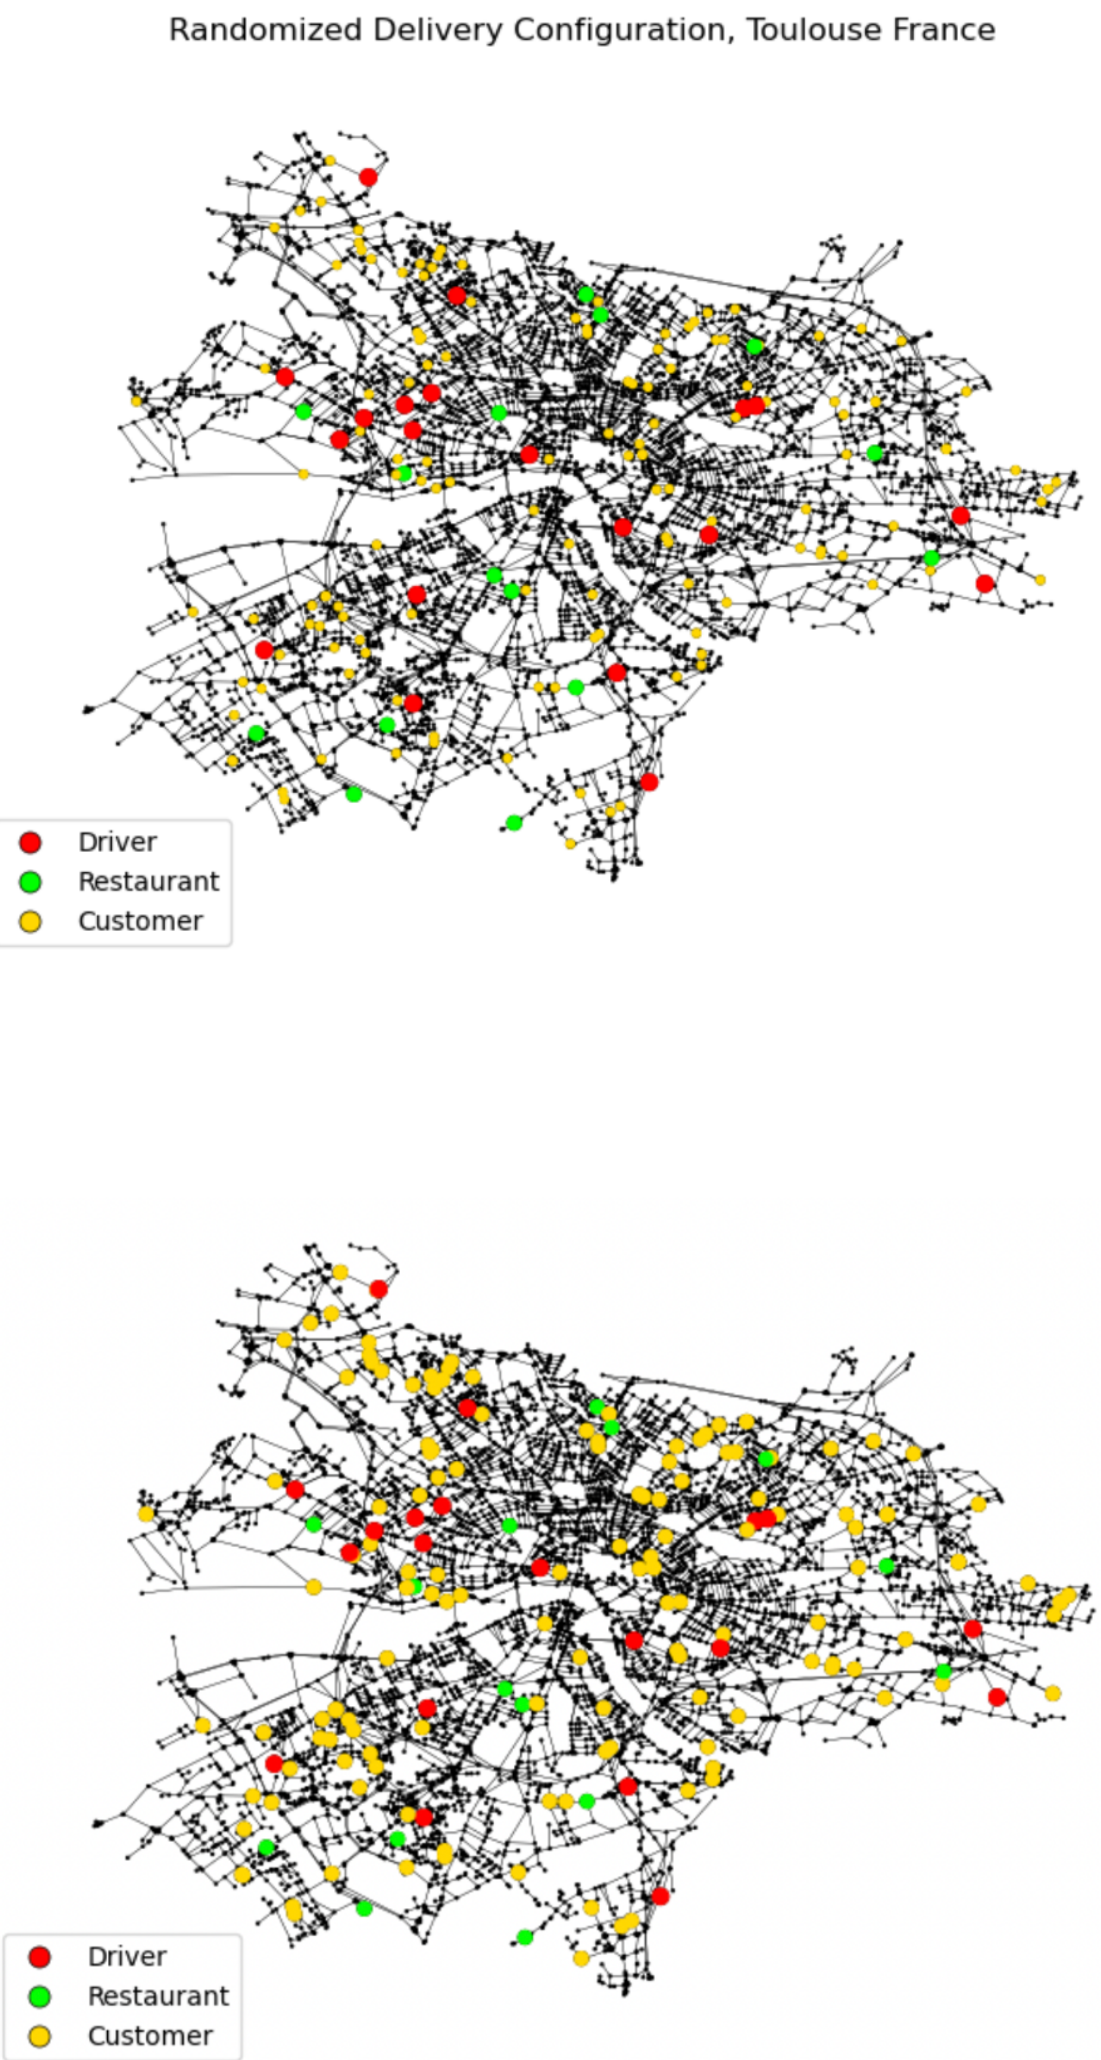 Randomized Delivery Configuration, Toulouse France
Driver
Restaurant
Customer
Driver
Restaurant
Customer